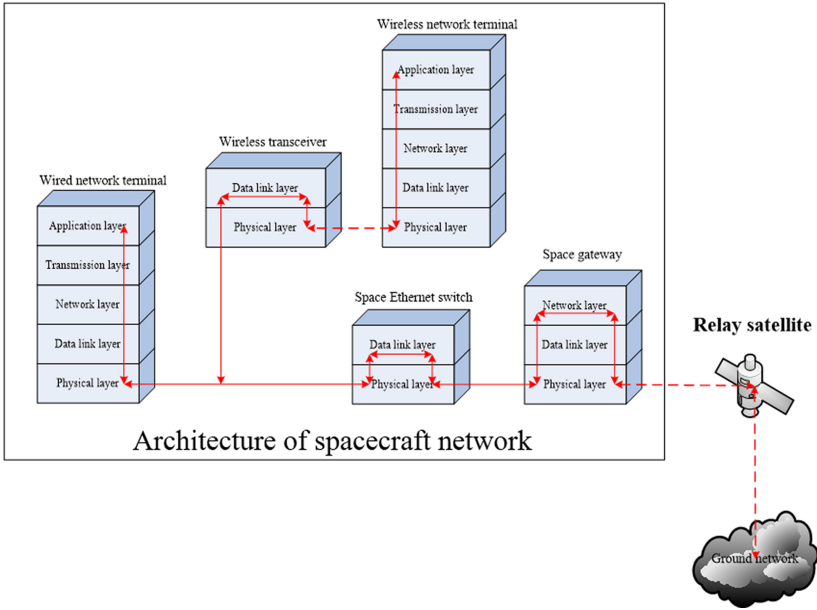 Wireless network terminal
Application layer
Transmission layer
Network layer
Data link layer
Physical layer
Wireless transceiver
Data link layer
Physical layer
Wired network terminal
Application layer
Transmission layer
Network layer
Data link layer
Physical layer
Space Ethernet switch
Data link layer
Physical layer
Space gateway
Network layer
Data link layer
Physical layer
Relay satellite
Architecture of spacecraft network
Ground network